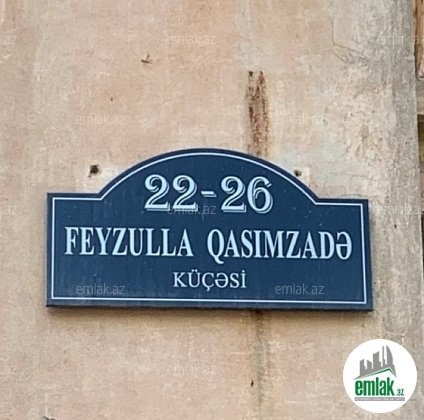 22-26
FEYZULLA QASIMZADƏ
KÜÇƏSİ
emlak.az